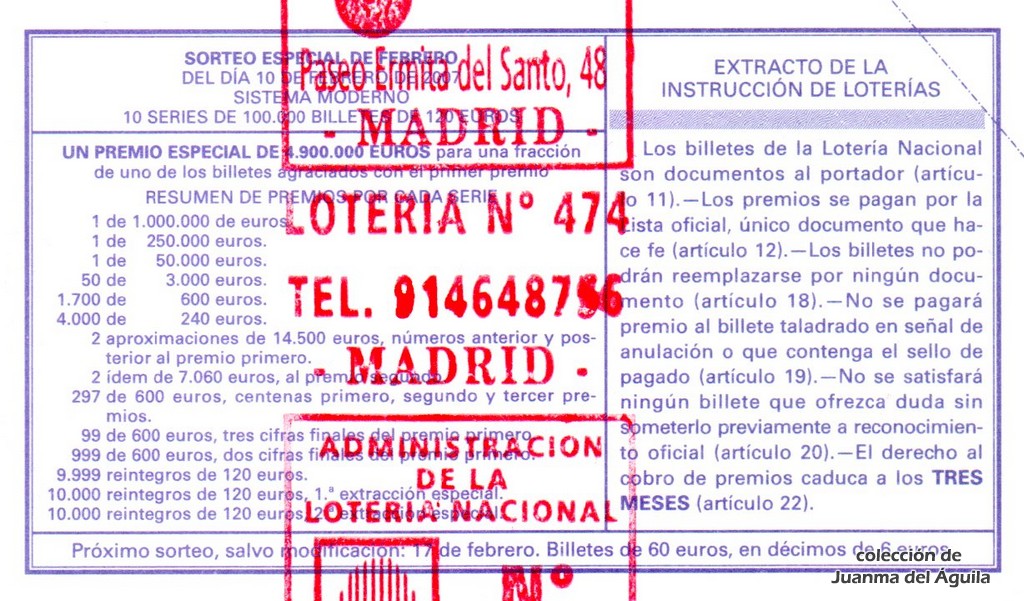 SORTEO ESPECIAL DE FEBRERO
DEL DÍA 10 DE FEBRERO DE 2007
SISTEMA MODERNO
10 SERIES DE 100.000 BILLETES DE 120 EUROS
UN PREMIO ESPECIAL DE 4.900.000 EUROS para una fracción
de uno de los billetes agraciados con el primer premio
RESUMEN DE PREMIOS POR CADA SERIE
1 de 1.000.000 de euros.
1 de 250.000 euros.
1 de 50.000 euros.
50 de 3.000 euros.
1.700 de 600 euros.
4.000 de 240 euros.
2 aproximaciones de 14.500 euros, números anterior y pos-
terior al premio primero.
2 ídem de 7.060 euros, al premio segundo.
297 de 600 euros, centenas primero, segundo y tercer pre-
mios.
99 de 600 euros, tres cifras finales del premio primero.
999 de 600 euros, dos cifras finales del premio primero.
9.999 reintegros de 120 euros.
10.000 reintegros de 120 euros, 1.ª extracción especial.
10.000 reintegros de 120 euros, 2.ª extracción especial.
EXTRACTO DE LA
INSTRUCCIÓN DE LOTERÍAS
Los billetes de la Lotería Nacional
son documentos al portador (artícu-
lo 11).—Los premios se pagan por la
Lista oficial, único documento que ha-
ce fe (artículo 12).—Los billetes no po-
drán reemplazarse por ningún docu-
mento (artículo 18).—No se pagará
premio al billete taladrado en señal de
anulación o que contenga el sello de
pagado (artículo 19).—No se satisfará
ningún billete que ofrezca duda sin
someterlo previamente a reconocimien-
to oficial (artículo 20).—El derecho al
cobro de premios caduca a los TRES
MESES (artículo 22).
Próximo sorteo, salvo modificación: 17 de febrero. Billetes de 60 euros, en décimos de 6 euros.
Paseo Ermita del Santo, 48
- MADRID -
LOTERIA Nº 474
TEL. 914648756
- MADRID -
ADMINISTRACION
DE LA
LOTERIA NACIONAL
Nº
colección de
Juanma del Águila